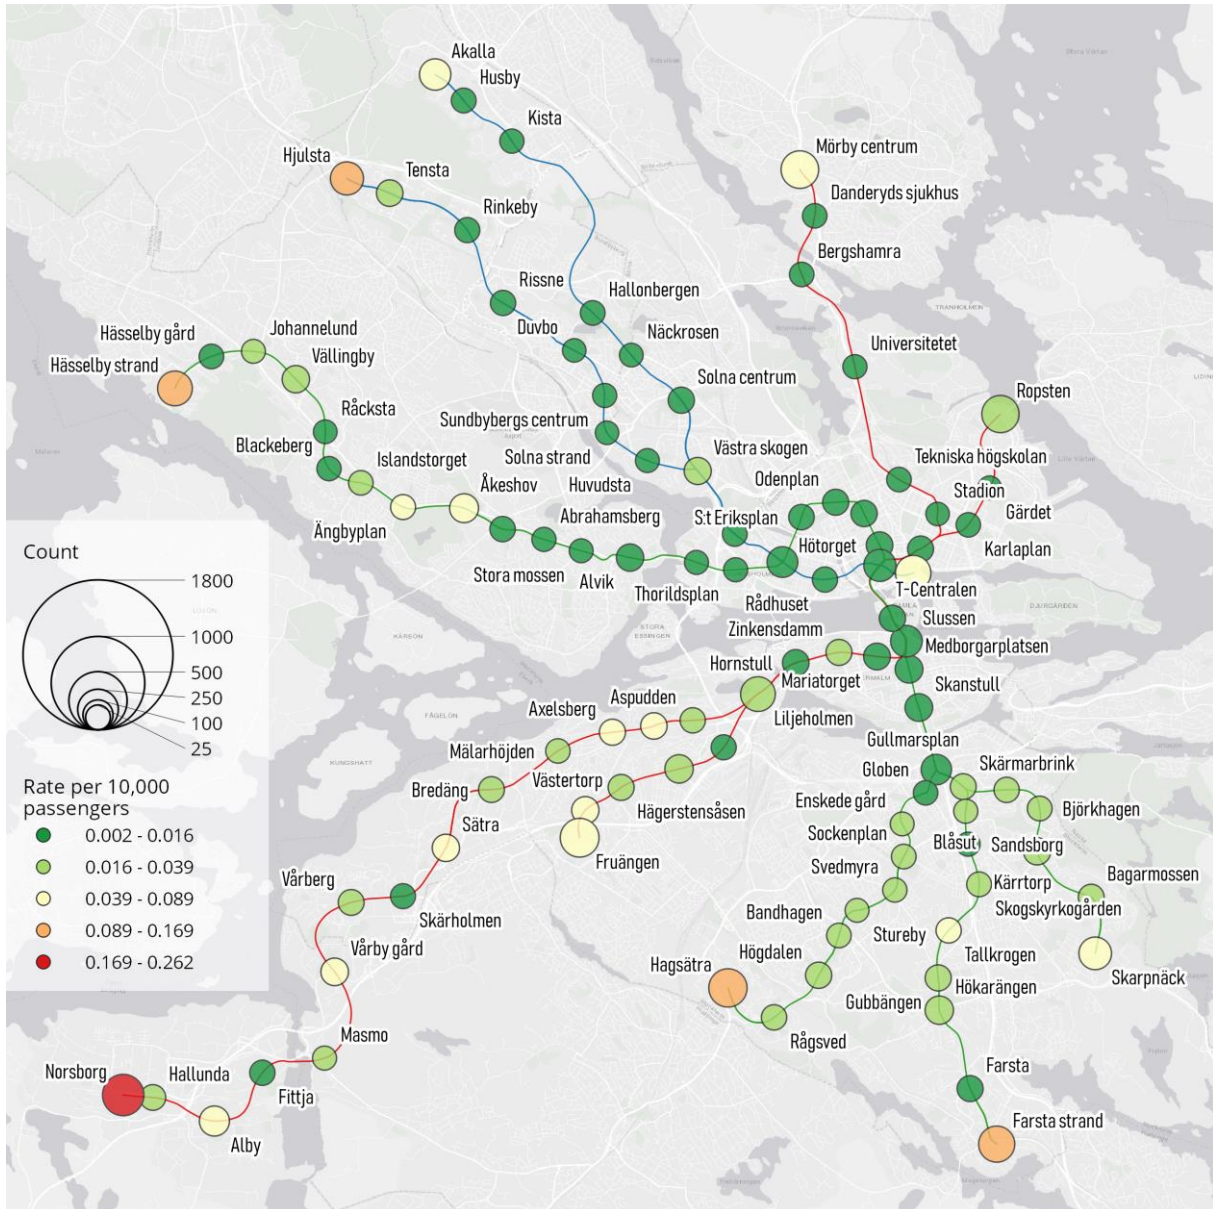 Akalla
Husby
Kista
Hjulsta
Tensta
Mörby centrum
Rinkeby
Danderyds sjukhus
Bergshamra
Rissne
Hallonbergen
TRANHOLMEN
Hässelby gård
Johannelund
Duvbo
Näckrosen
Universitetet
Hässelby strand
Vällingby
Solna centrum
Ropsten
Råcksta
Sundbybergs centrum
Blackeberg
Västra skogen
Tekniska högskolan
Islandstorget
Solna strand
Odenplan
Stadion
Åkeshov
Huvudsta
Gärdet
Ängbyplan
Abrahamsberg
S:t Eriksplan
Hötorget
Karlaplan
Stora mossen
Alvik
Thorildsplan
Rådhuset
T-Centralen
Slussen
DJURGÅRDEN
KÄRSÖN
STORA
ESSINGEN
Zinkensdamm
Medborgarplatsen
Hornstull
Mariatorget
Skanstull
Aspudden
Axelsberg
Liljeholmen
FÅGELÖN
KUNGSHATT
Mälarhöjden
Gullmarsplan
Bredäng
Västertorp
Globen
Skärmarbrink
Sätra
Hägerstensåsen
Enskede gård
Björkhagen
Sockenplan
Blåsut
Sandsborg
Fruängen
Svedmyra
Bagarmossen
Vårberg
Kärrtorp
Skärholmen
Bandhagen
Skogskyrkogården
Vårby gård
Högdalen
Stureby
Tallkrogen
Hagsätra
Skarpnäck
Gubbängen
Hökarängen
Masmo
Rågsved
Norsborg
Hallunda
Fittja
Farsta
Alby
Farsta strand
Count
1800
1000
500
250
100
25
Rate per 10,000
passengers
0.002 - 0.016
0.016 - 0.039
0.039 - 0.089
0.089 - 0.169
0.169 - 0.262